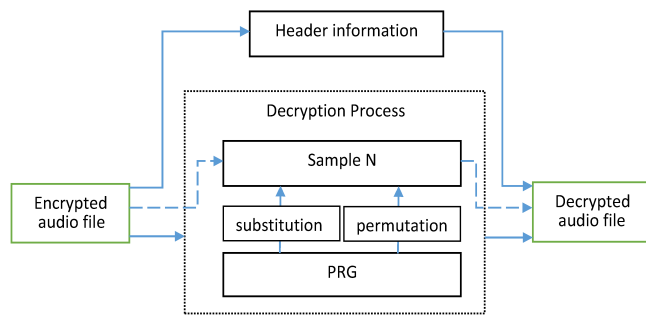 Header information
Decryption Process
Sample N
Encrypted
audio file
substitution
permutation
PRG
Decrypted
audio file